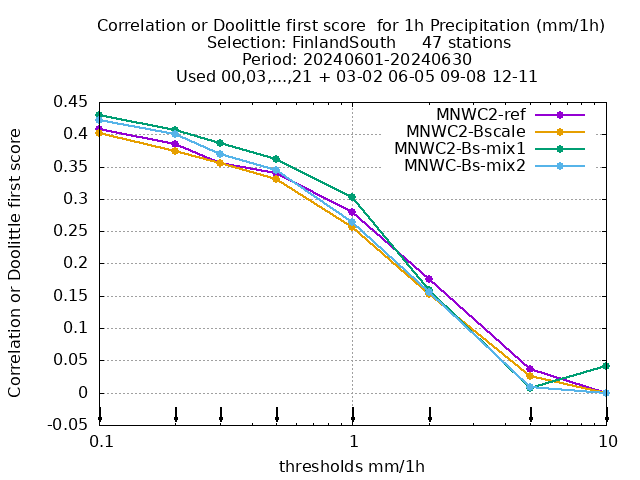 Correlation or Doolittle first score  for 1h Precipitation (mm/1h)
Selection: FinlandSouth     47 stations
Period: 20240601-20240630
Used 00,03,...,21 + 03-02 06-05 09-08 12-11
Correlation or Doolittle first score
0.45
0.4
0.35
0.3
0.25
0.2
0.15
0.1
0.05
0
-0.05
MNWC2-ref
MNWC2-Bscale
MNWC2-Bs-mix1
MNWC-Bs-mix2
0.1 1 10
thresholds mm/1h